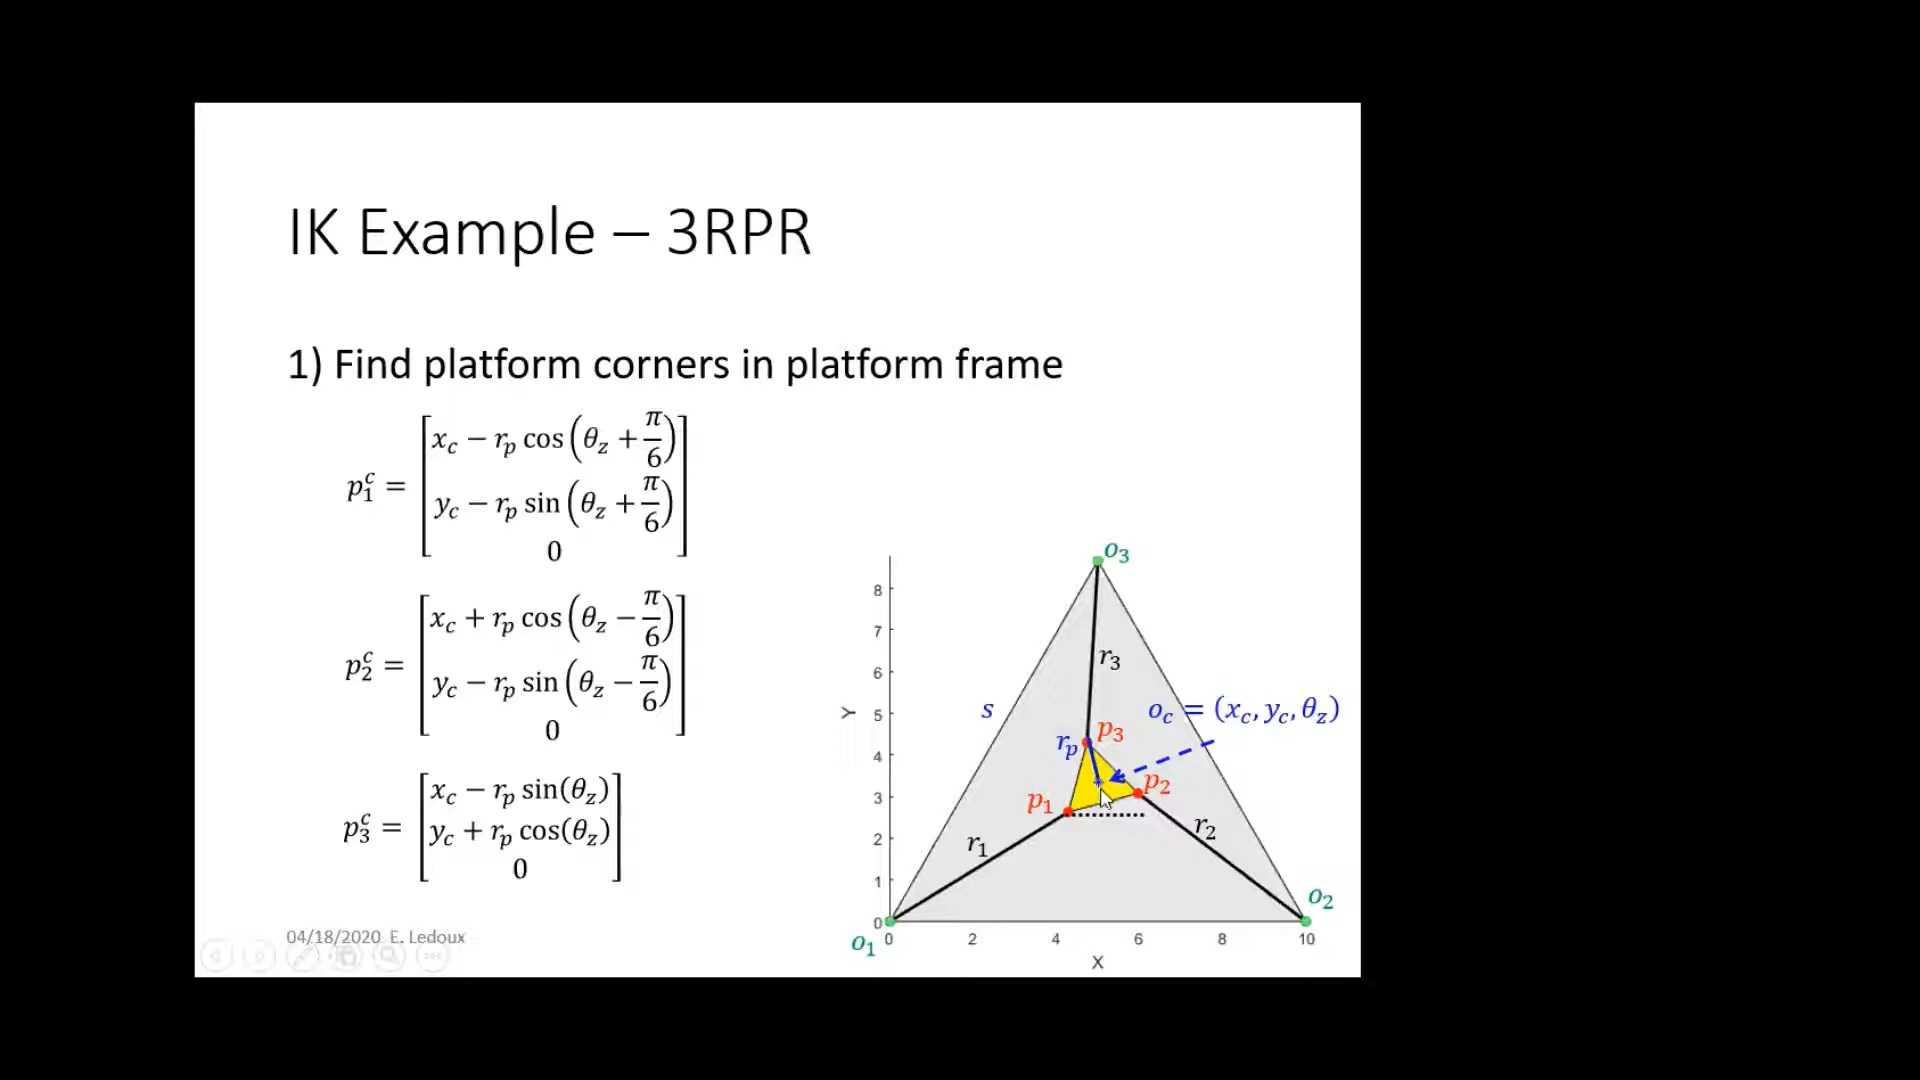 IK Example – 3RPR
1) Find platform corners in platform frame
p₁ᶜ = [x_c − r_p cos(θ_z + π/6)
y_c − r_p sin(θ_z + π/6)
0]
p₂ᶜ = [x_c + r_p cos(θ_z − π/6)
y_c − r_p sin(θ_z − π/6)
0]
p₃ᶜ = [x_c − r_p sin(θ_z)
y_c + r_p cos(θ_z)
0]
04/18/2020 E. Ledoux
o₃
8
7
6
5
4
3
2
1
0
Y
r₃
s
o_c = (x_c, y_c, θ_z)
p₃
r_p
p₂
p₁
r₂
r₁
o₂
o₁
0 2 4 6 8 10
X